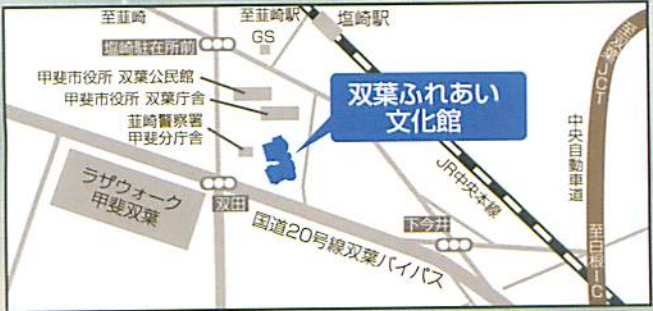 至韮崎
至韮崎駅
塩崎駅
GS
塩崎駐在所前
甲斐市役所 双葉公民館
甲斐市役所 双葉庁舎
韮崎警察署
甲斐分庁舎
双葉ふれあい
文化館
至双葉JCT
中央自動車道
JR中央本線
ラザウォーク
甲斐双葉
双田
下今井
国道20号線双葉バイパス
至白根IC